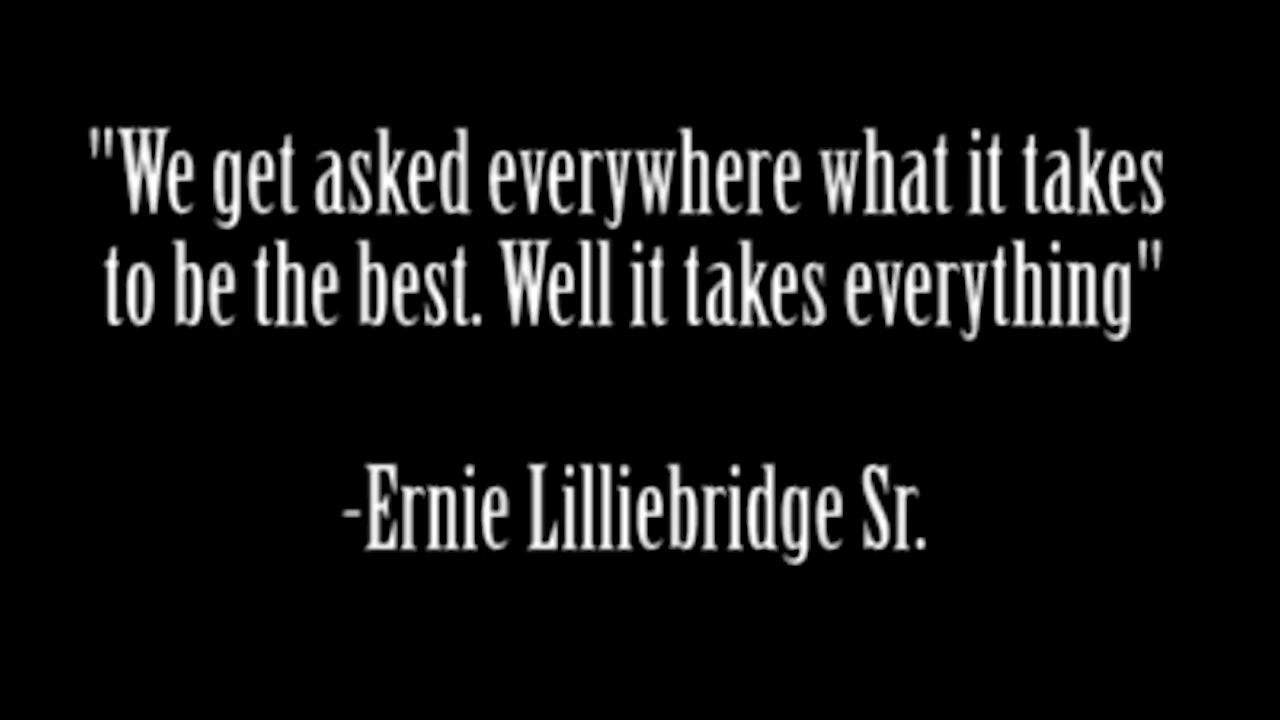 "We get asked everywhere what it takes
to be the best. Well it takes everything"
-Ernie Lilliebridge Sr.